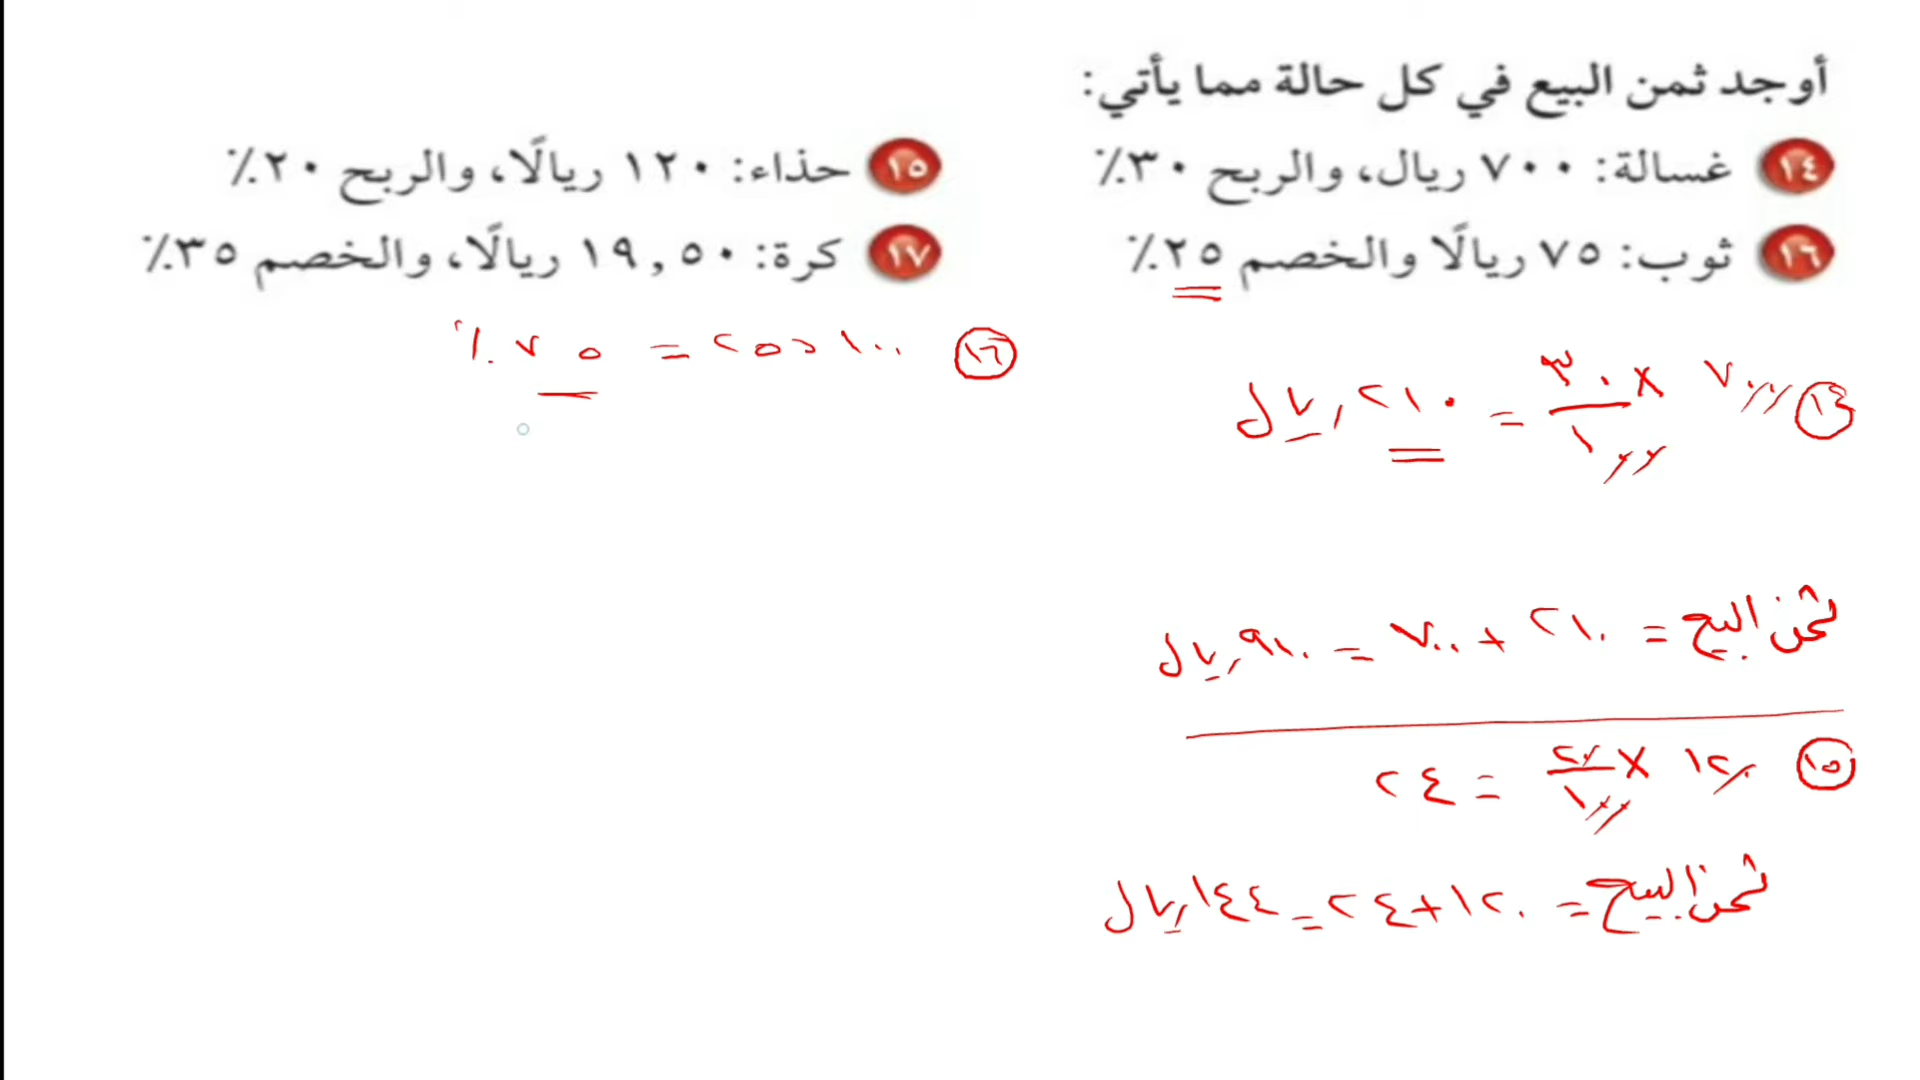 أوجد ثمن البيع في كل حالة مما يأتي:
١٤ غسالة: ٧٠٠ ريال، والربح ٣٠٪
١٥ حذاء: ١٢٠ ريالًا، والربح ٢٠٪
١٦ ثوب: ٧٥ ريالًا والخصم ٢٥٪
١٧ كرة: ١٩,٥٠ ريالًا، والخصم ٣٥٪
١٤ ٧٠٠ × ٣٠/١٠٠ = ٢١٠ ريال
ثمن البيع = ٢١٠ + ٧٠٠ = ٩١٠ ريال
١٥ ١٢٠ × ٢٠/١٠٠ = ٢٤
ثمن البيع = ١٢٠ + ٢٤ = ١٤٤ ريال
١٦ ١٠٠ - ٢٥ = ٧٥٪